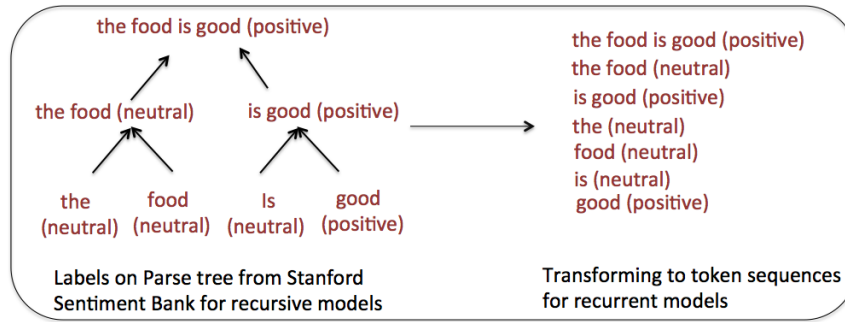 the food is good (positive)
the food (neutral)
is good (positive)
the
(neutral)
food
(neutral)
Is
(neutral)
good
(positive)
Labels on Parse tree from Stanford
Sentiment Bank for recursive models
the food is good (positive)
the food (neutral)
is good (positive)
the (neutral)
food (neutral)
is (neutral)
good (positive)
Transforming to token sequences
for recurrent models